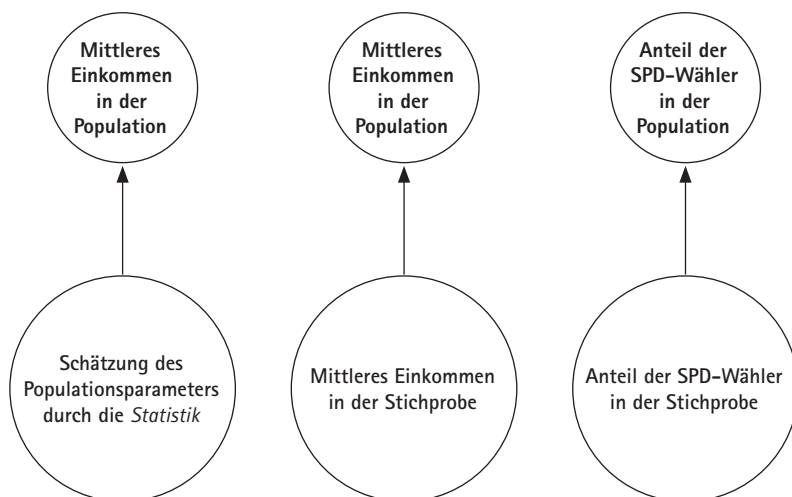 Mittleres
Einkommen
in der
Population
Mittleres
Einkommen
in der
Population
Anteil der
SPD-Wähler
in der
Population
Schätzung des
Populationsparameters
durch die Statistik
Mittleres Einkommen
in der Stichprobe
Anteil der SPD-Wähler
in der Stichprobe